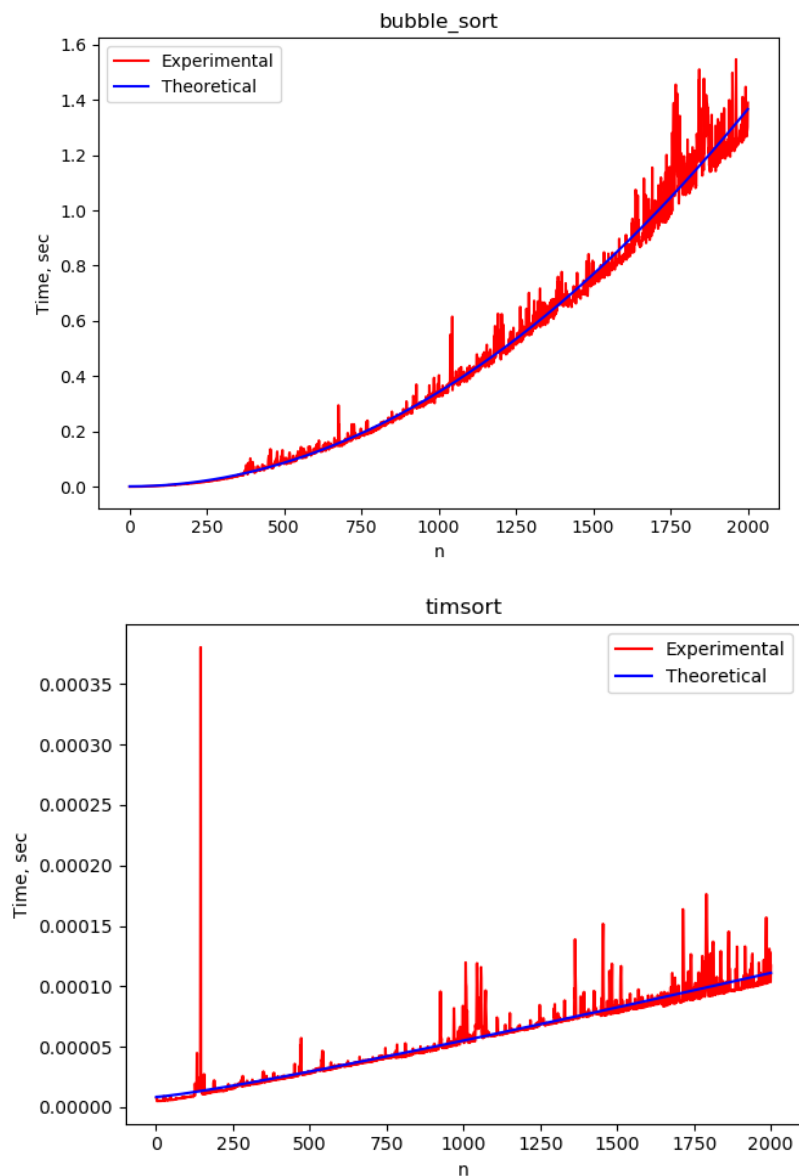 bubble_sort
Experimental
Theoretical
Time, sec
1.6
1.4
1.2
1.0
0.8
0.6
0.4
0.2
0.0
0 250 500 750 1000 1250 1500 1750 2000
n
timsort
Experimental
Theoretical
Time, sec
0.00035
0.00030
0.00025
0.00020
0.00015
0.00010
0.00005
0.00000
0 250 500 750 1000 1250 1500 1750 2000
n